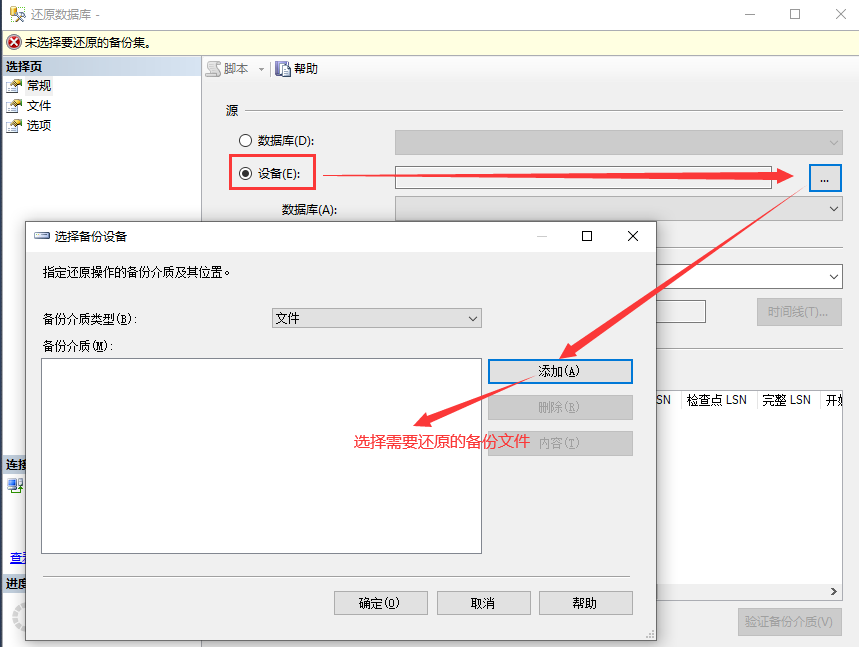 还原数据库 -
未选择要还原的备份集。
选择页
常规
文件
选项
脚本
帮助
源
数据库(D):
设备(E):
...
数据库(A):
选择备份设备
指定还原操作的备份介质及其位置。
备份介质类型(B):
文件
时间线(T)...
备份介质(M):
添加(A)
删除(R)
SN 检查点 LSN 完整 LSN 开始
选择需要还原的备份文件
内容(T)
连接
查看
进度
确定(O)
取消
帮助
验证备份介质(V)